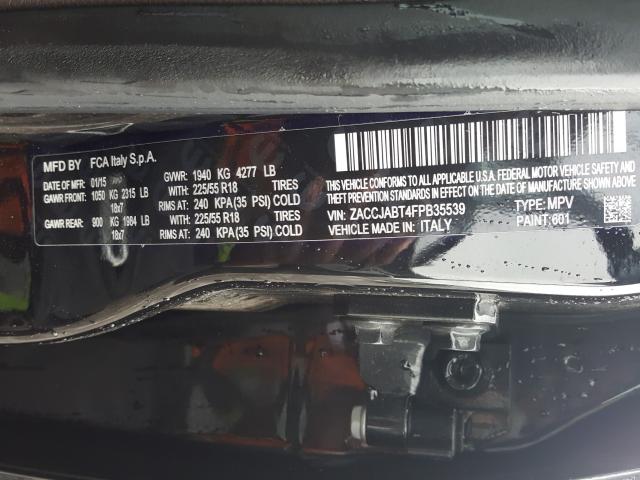 MFD BY FCA Italy S.p.A.
DATE OF MFR: 01/15 GVWR: 1940 KG 4277 LB
GAWR FRONT: 1050 KG 2315 LB WITH: 225/55 R18 TIRES
18x7 RIMS AT: 240 KPA(35 PSI) COLD
GAWR REAR: 900 KG 1984 LB WITH: 225/55 R18 TIRES
18x7 RIMS AT: 240 KPA(35 PSI) COLD
THIS VEHICLE CONFORMS TO ALL APPLICABLE U.S.A. FEDERAL MOTOR VEHICLE
SAFETY, BUMPER, AND THEFT PREVENTION STANDARDS IN EFFECT ON THE DATE OF
MANUFACTURE SHOWN ABOVE.
VIN: ZACCJABT4FPB35539 TYPE: MPV
VEHICLE MADE IN: ITALY PAINT: 601